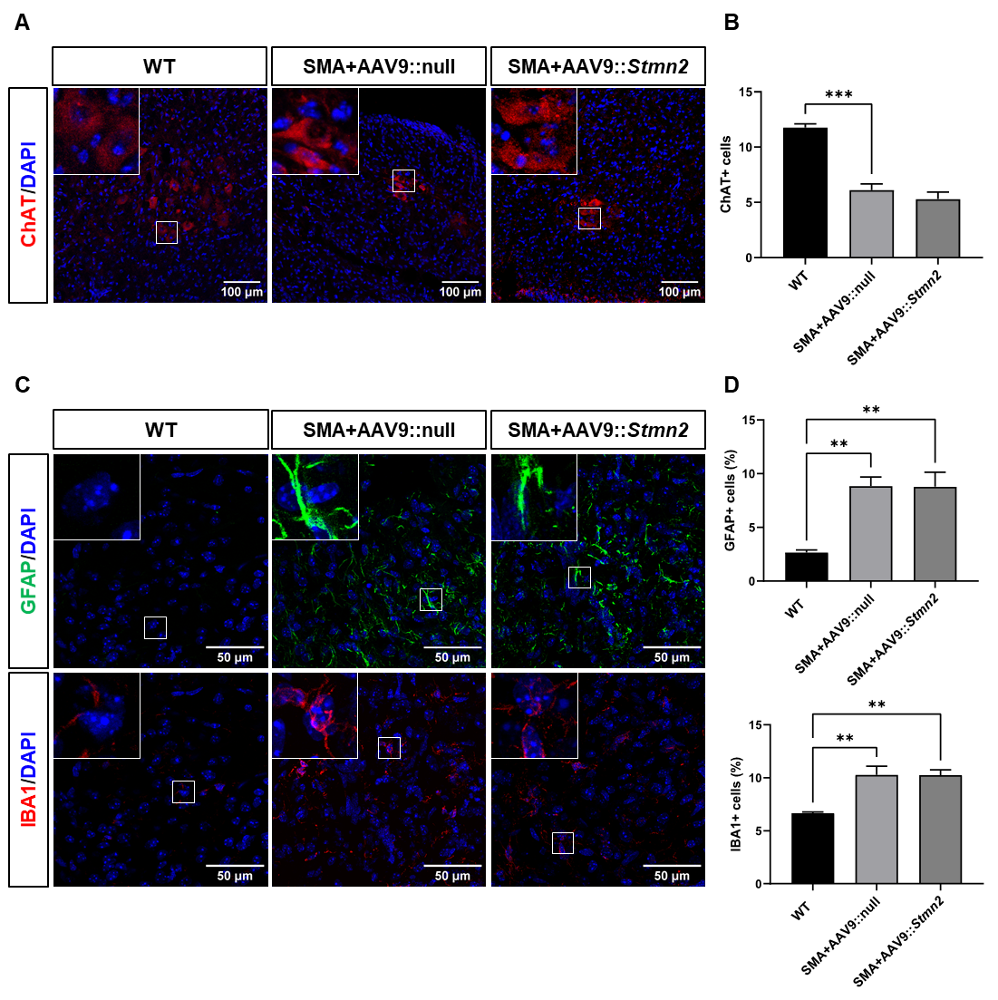 A
WT
SMA+AAV9::null
SMA+AAV9::Stmn2
ChAT/DAPI
100 µm
100 µm
100 µm
B
15
10
5
0
ChAT+ cells
***
WT
SMA+AAV9::null
SMA+AAV9::Stmn2
C
WT
SMA+AAV9::null
SMA+AAV9::Stmn2
GFAP/DAPI
50 µm
50 µm
50 µm
IBA1/DAPI
50 µm
50 µm
50 µm
D
15
10
5
0
GFAP+ cells (%)
**
**
WT
SMA+AAV9::null
SMA+AAV9::Stmn2
15
10
5
0
IBA1+ cells (%)
**
**
WT
SMA+AAV9::null
SMA+AAV9::Stmn2